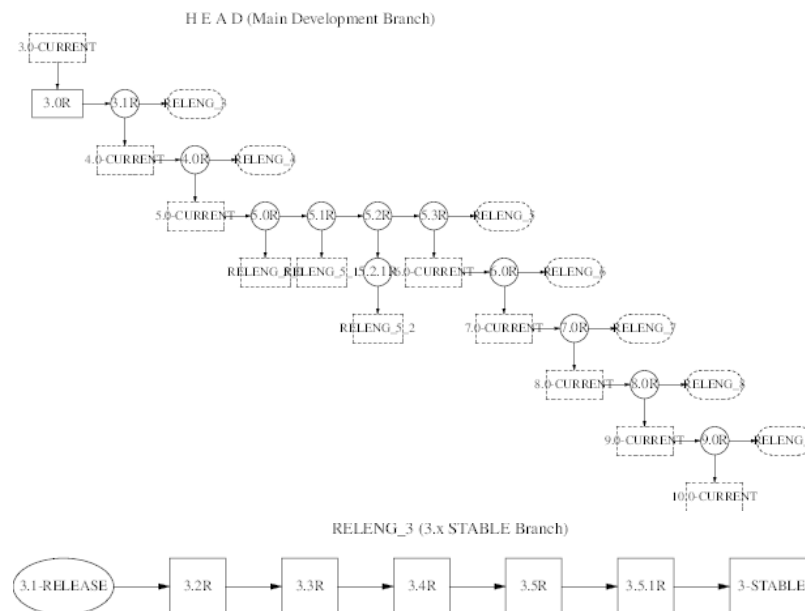 H E A D (Main Development Branch)
3.0-CURRENT
3.0R 3.1R RELENG_3
4.0-CURRENT 4.0R RELENG_4
5.0-CURRENT 5.0R 5.1R 5.2R 5.3R RELENG_5
RELENG_5_1 5.2.1R 6.0-CURRENT 6.0R RELENG_6
RELENG_5_2 7.0-CURRENT 7.0R RELENG_7
8.0-CURRENT 8.0R RELENG_8
9.0-CURRENT 9.0R RELENG_
10.0-CURRENT
RELENG_3 (3.x STABLE Branch)
3.1-RELEASE 3.2R 3.3R 3.4R 3.5R 3.5.1R 3-STABLE